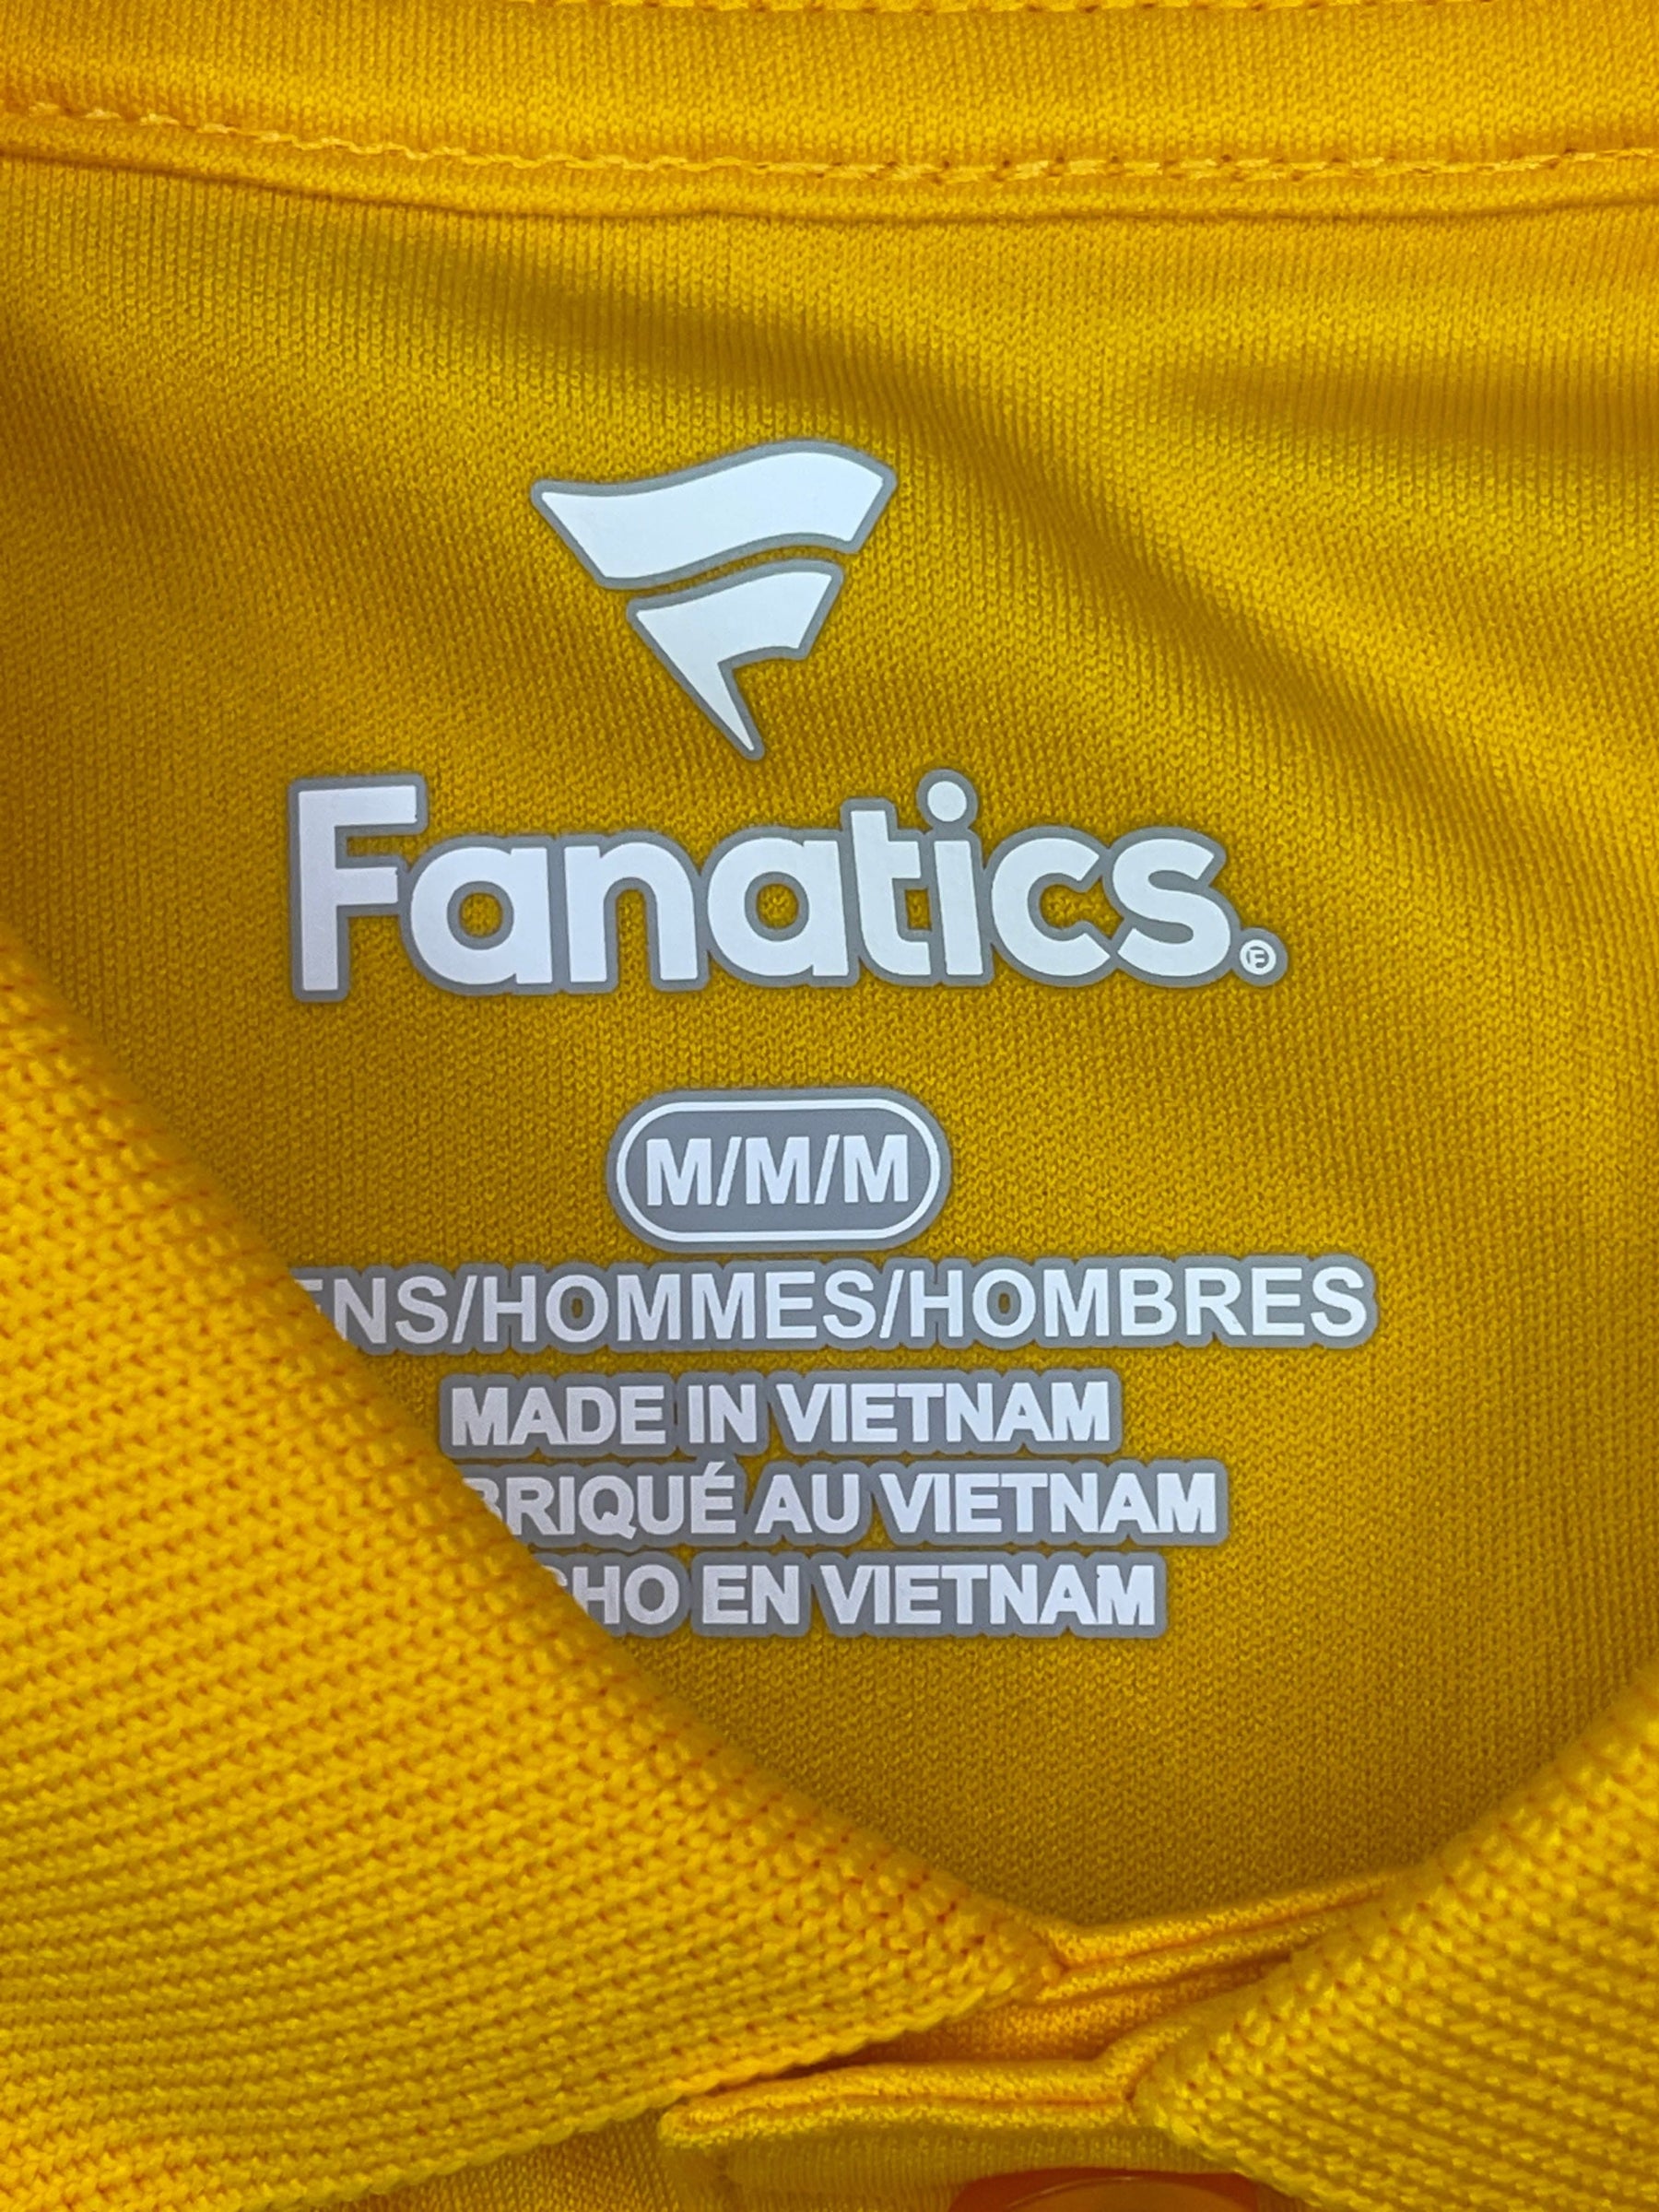 Fanatics®
M/M/M
ENS/HOMMES/HOMBRES
MADE IN VIETNAM
BRIQUÉ AU VIETNAM
CHO EN VIETNAM